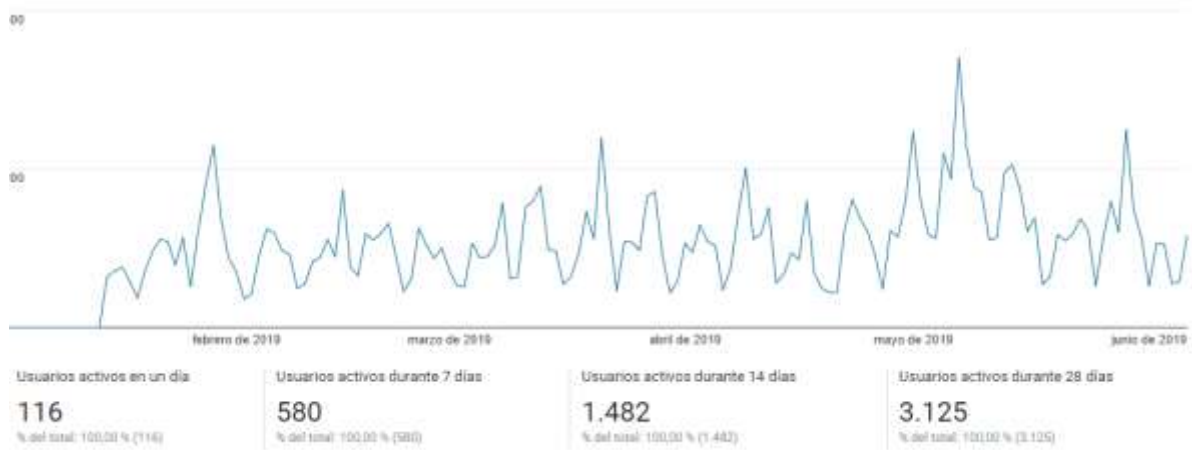 00
00
febrero de 2019 marzo de 2019 abril de 2019 mayo de 2019 junio de 2019
Usuarios activos en un día Usuarios activos durante 7 días Usuarios activos durante 14 días Usuarios activos durante 28 días
116 580 1.482 3.125
% del total: 100,00 % (116) % del total: 100,00 % (580) % del total: 100,00 % (1.482) % del total: 100,00 % (3.125)